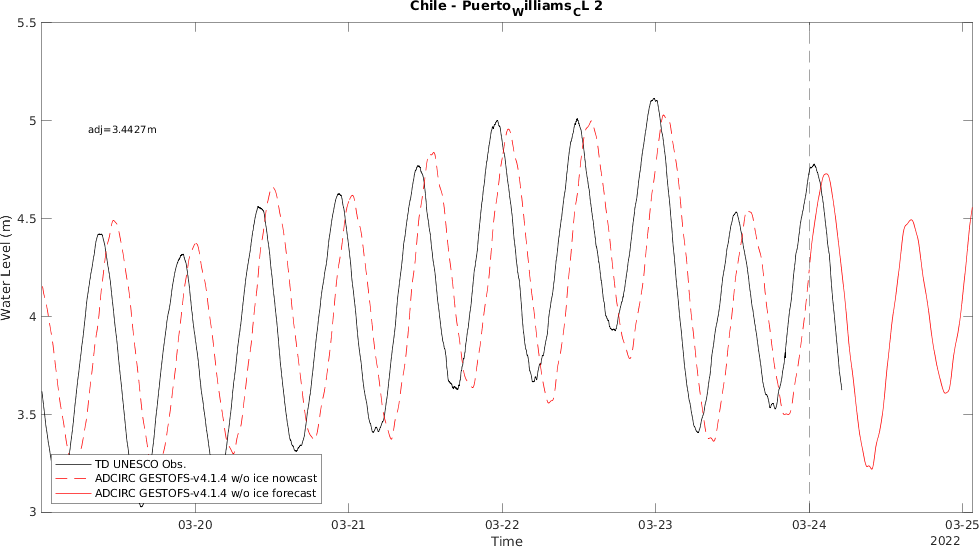 Chile - PuertoWilliamsCL 2
5.5
5
4.5
4
3.5
3
Water Level (m)
adj=3.4427m
TD UNESCO Obs.
ADCIRC GESTOFS-v4.1.4 w/o ice nowcast
ADCIRC GESTOFS-v4.1.4 w/o ice forecast
03-20 03-21 03-22 03-23 03-24 03-25
Time 2022